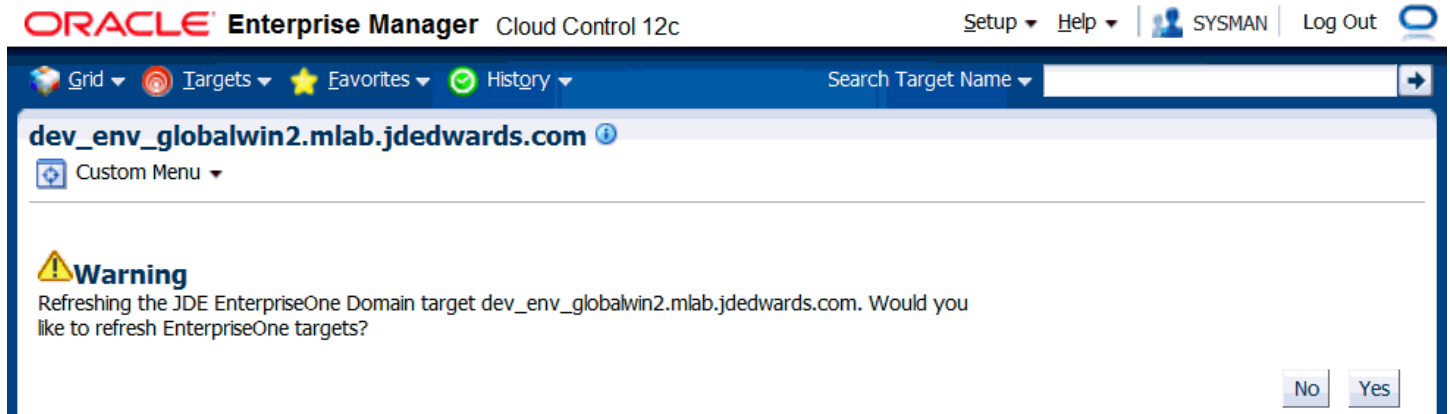 ORACLE Enterprise Manager Cloud Control 12c Setup Help SYSMAN Log Out
Grid Targets Favorites History Search Target Name
dev_env_globalwin2.mlab.jdedwards.com
Custom Menu
Warning
Refreshing the JDE EnterpriseOne Domain target dev_env_globalwin2.mlab.jdedwards.com. Would you
like to refresh EnterpriseOne targets?
No Yes